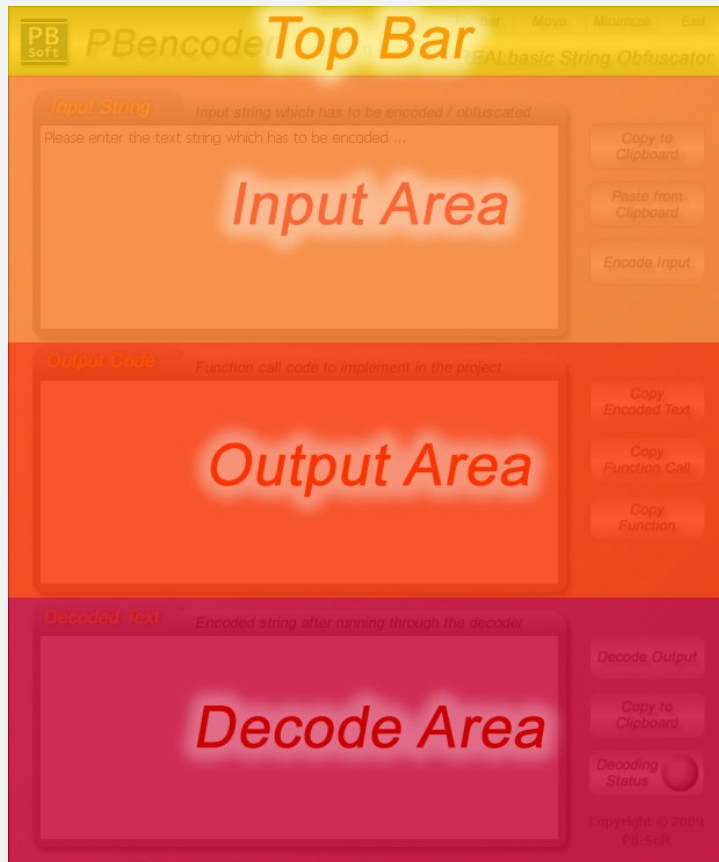 PB
Soft
PBencoder
Top Bar
Move
Minimize
Exit
REALbasic String Obfuscator
Input String
Input string which has to be encoded / obfuscated
Please enter the text string which has to be encoded ...
Input Area
Copy to
Clipboard
Paste from
Clipboard
Encode Input
Output Code
Function call code to implement in the project
Output Area
Copy
Encoded Text
Copy
Function Call
Copy
Function
Decoded Text
Encoded string after running through the decoder
Decode Area
Decode Output
Copy to
Clipboard
Decoding
Status
Copyright © 2009
PB-Soft